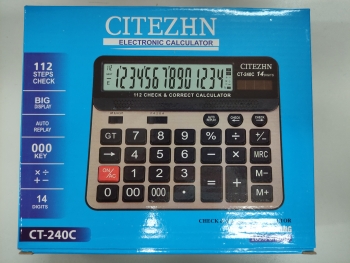 CITEZHN
ELECTRONIC CALCULATOR
112
STEPS
CHECK
BIG
DISPLAY
AUTO
REPLAY
000
KEY
× ÷
+ −
14
DIGITS
CT-240C
CITEZHN
CT-240C 14 DIGITS
12345678901234
112 CHECK & CORRECT CALCULATOR
GT 7 8 9 % +/−
→ 4 5 6 × MRC
ON/AC 1 2 3 − M−
0 00 000 · + = M+